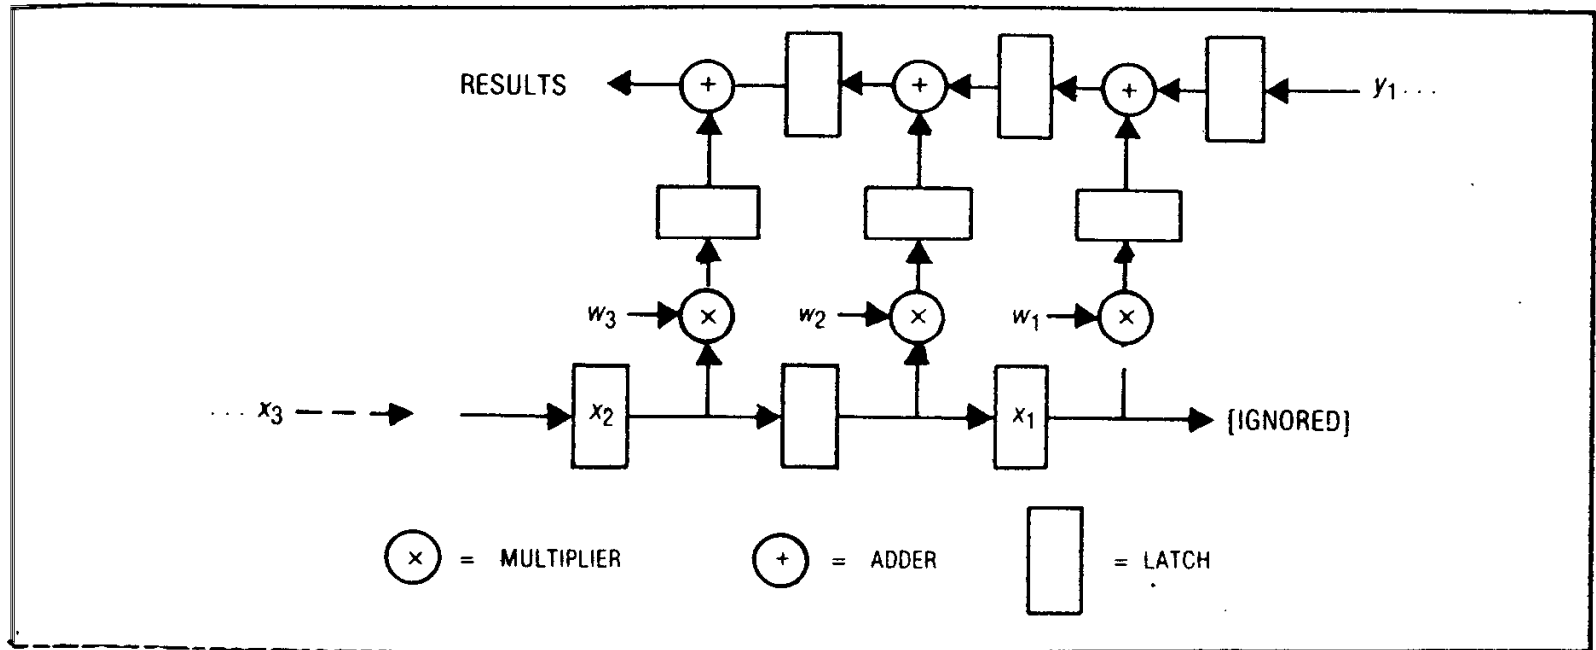 RESULTS ← + ← + ← + ← y₁...
w₃ → × w₂ → × w₁ → ×
... x₃ → x₂ x₁ → [IGNORED]
× = MULTIPLIER + = ADDER = LATCH